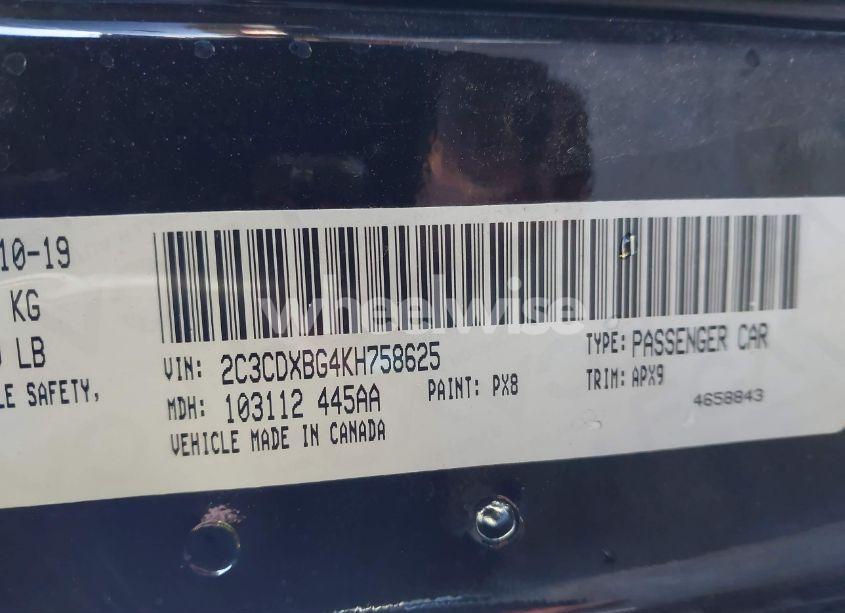 10-19
KG
LB
LE SAFETY,
wheelwise
VIN: 2C3CDXBG4KH758625
TYPE: PASSENGER CAR
MDH: 103112 445AA
PAINT: PX8
TRIM: APX9
VEHICLE MADE IN CANADA
4658843